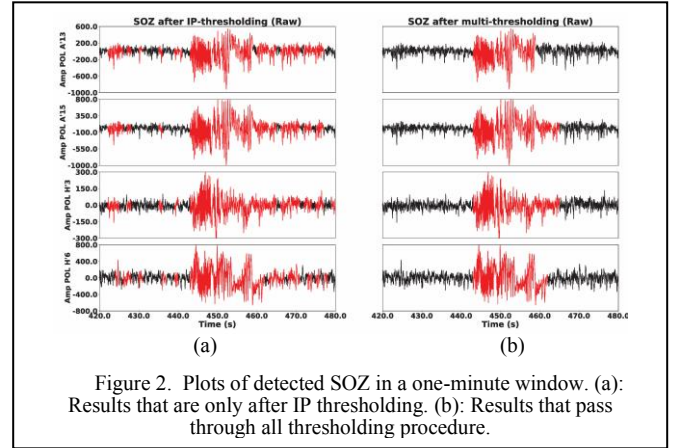 SOZ after IP-thresholding (Raw)
SOZ after multi-thresholding (Raw)
600.0
200.0
-200.0
-600.0
-1000.0
Amp POL A'13
800.0
350.0
-100.0
-550.0
-1000.0
Amp POL A'15
300.0
150.0
0.0
-150.0
-300.0
Amp POL H'3
800.0
400.0
0.0
-400.0
-800.0
Amp POL H'6
420.0 430.0 440.0 450.0 460.0 470.0 480.0
Time (s)
420.0 430.0 440.0 450.0 460.0 470.0 480.0
Time (s)
(a)
(b)
Figure 2. Plots of detected SOZ in a one-minute window. (a):
Results that are only after IP thresholding. (b): Results that pass
through all thresholding procedure.